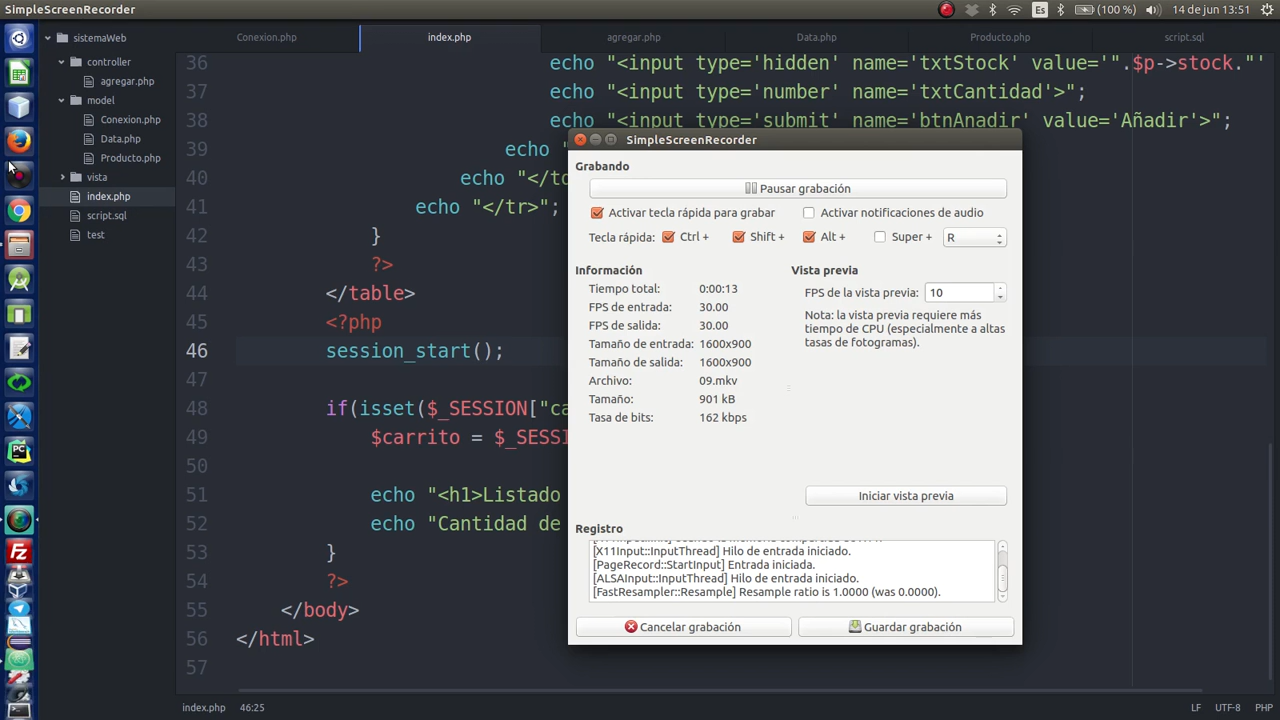 SimpleScreenRecorder
Es
(100 %)
14 de jun 13:51
sistemaWeb
controller
agregar.php
model
Conexion.php
Data.php
Producto.php
vista
index.php
script.sql
test
Conexion.php
index.php
agregar.php
Data.php
Producto.php
script.sql
36 echo "<input type='hidden' name='txtStock' value='".$p->stock."'
37 echo "<input type='number' name='txtCantidad'>";
38 echo "<input type='submit' name='btnAnadir' value='Añadir'>";
39 echo "
40 echo "</td
41 echo "</tr>";
42 }
43 ?>
44 </table>
45 <?php
46 session_start();
47
48 if(isset($_SESSION["ca
49 $carrito = $_SESSI
50
51 echo "<h1>Listado
52 echo "Cantidad de
53 }
54 ?>
55 </body>
56 </html>
57
SimpleScreenRecorder
Grabando
Pausar grabación
Activar tecla rápida para grabar
Activar notificaciones de audio
Tecla rápida: Ctrl + Shift + Alt + Super + R
Información
Tiempo total: 0:00:13
FPS de entrada: 30.00
FPS de salida: 30.00
Tamaño de entrada: 1600x900
Tamaño de salida: 1600x900
Archivo: 09.mkv
Tamaño: 901 kB
Tasa de bits: 162 kbps
Vista previa
FPS de la vista previa: 10
Nota: la vista previa requiere más
tiempo de CPU (especialmente a altas
tasas de fotogramas).
Iniciar vista previa
Registro
[X11Input::InputThread] Hilo de entrada iniciado.
[PageRecord::StartInput] Entrada iniciada.
[ALSAInput::InputThread] Hilo de entrada iniciado.
[FastResampler::Resample] Resample ratio is 1.0000 (was 0.0000).
Cancelar grabación
Guardar grabación
index.php 46:25
LF UTF-8 PHP